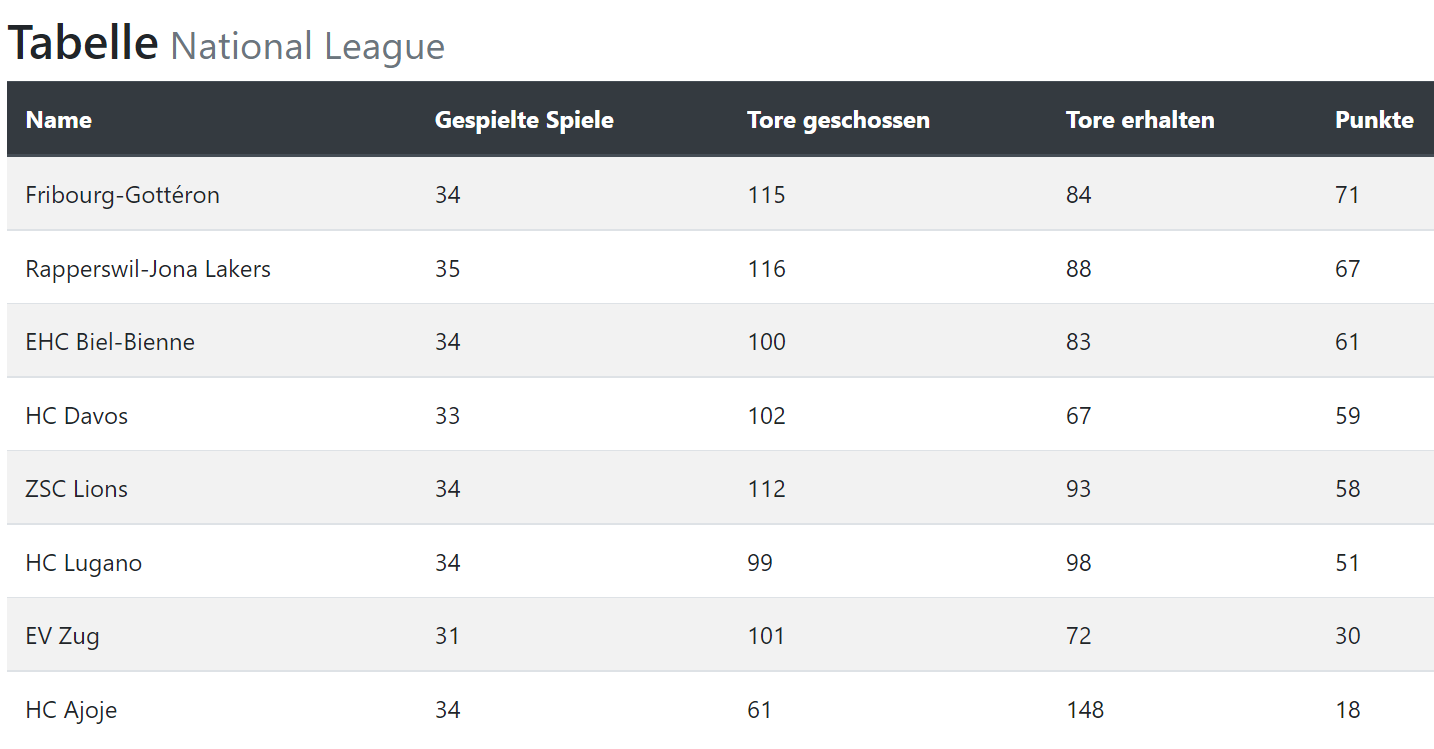 Tabelle National League
Name Gespielte Spiele Tore geschossen Tore erhalten Punkte
Fribourg-Gottéron 34 115 84 71
Rapperswil-Jona Lakers 35 116 88 67
EHC Biel-Bienne 34 100 83 61
HC Davos 33 102 67 59
ZSC Lions 34 112 93 58
HC Lugano 34 99 98 51
EV Zug 31 101 72 30
HC Ajoje 34 61 148 18